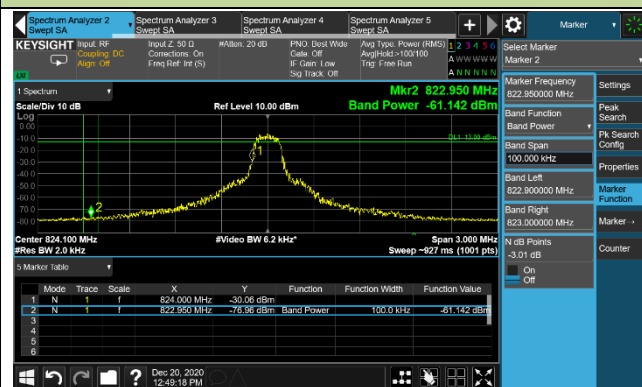 Spectrum Analyzer 2
Swept SA
Spectrum Analyzer 3
Swept SA
Spectrum Analyzer 4
Swept SA
Spectrum Analyzer 5
Swept SA
Marker
KEYSIGHT
Input: RF
Coupling: DC
Align: Off
Input Z: 50 Ω
Corrections: On
Freq Ref: Int (S)
#Atten: 20 dB
PNO: Best Wide
Gate: Off
IF Gain: Low
Sig Track: Off
Avg Type: Power (RMS)
Avg|Hold:>100/100
Trig: Free Run
1 2 3 4 5 6
A W W W W W
A N N N N N
LXI
1 Spectrum
Scale/Div 10 dB
Ref Level 10.00 dBm
Mkr2 822.950 MHz
Band Power -61.142 dBm
Log
0.00
-10.0
-20.0
-30.0
-40.0
-50.0
-60.0
-70.0
-80.0
DL1 -13.00 dBm
1
2
Center 824.100 MHz
#Video BW 6.2 kHz*
Span 3.000 MHz
#Res BW 2.0 kHz
Sweep ~927 ms (1001 pts)
5 Marker Table
Mode Trace Scale X Y Function Function Width Function Value
1 N 1 f 824.000 MHz -30.06 dBm
2 N 1 f 822.950 MHz -76.96 dBm Band Power 100.0 kHz -61.142 dBm
3
4
5
6
Dec 20, 2020
12:49:18 PM
Select Marker
Marker 2
Marker Frequency
822.950000 MHz
Band Function
Band Power
Band Span
100.000 kHz
Band Left
822.900000 MHz
Band Right
823.000000 MHz
N dB Points
-3.01 dB
On
Off
Settings
Peak
Search
Pk Search
Config
Properties
Marker
Function
Marker→
Counter